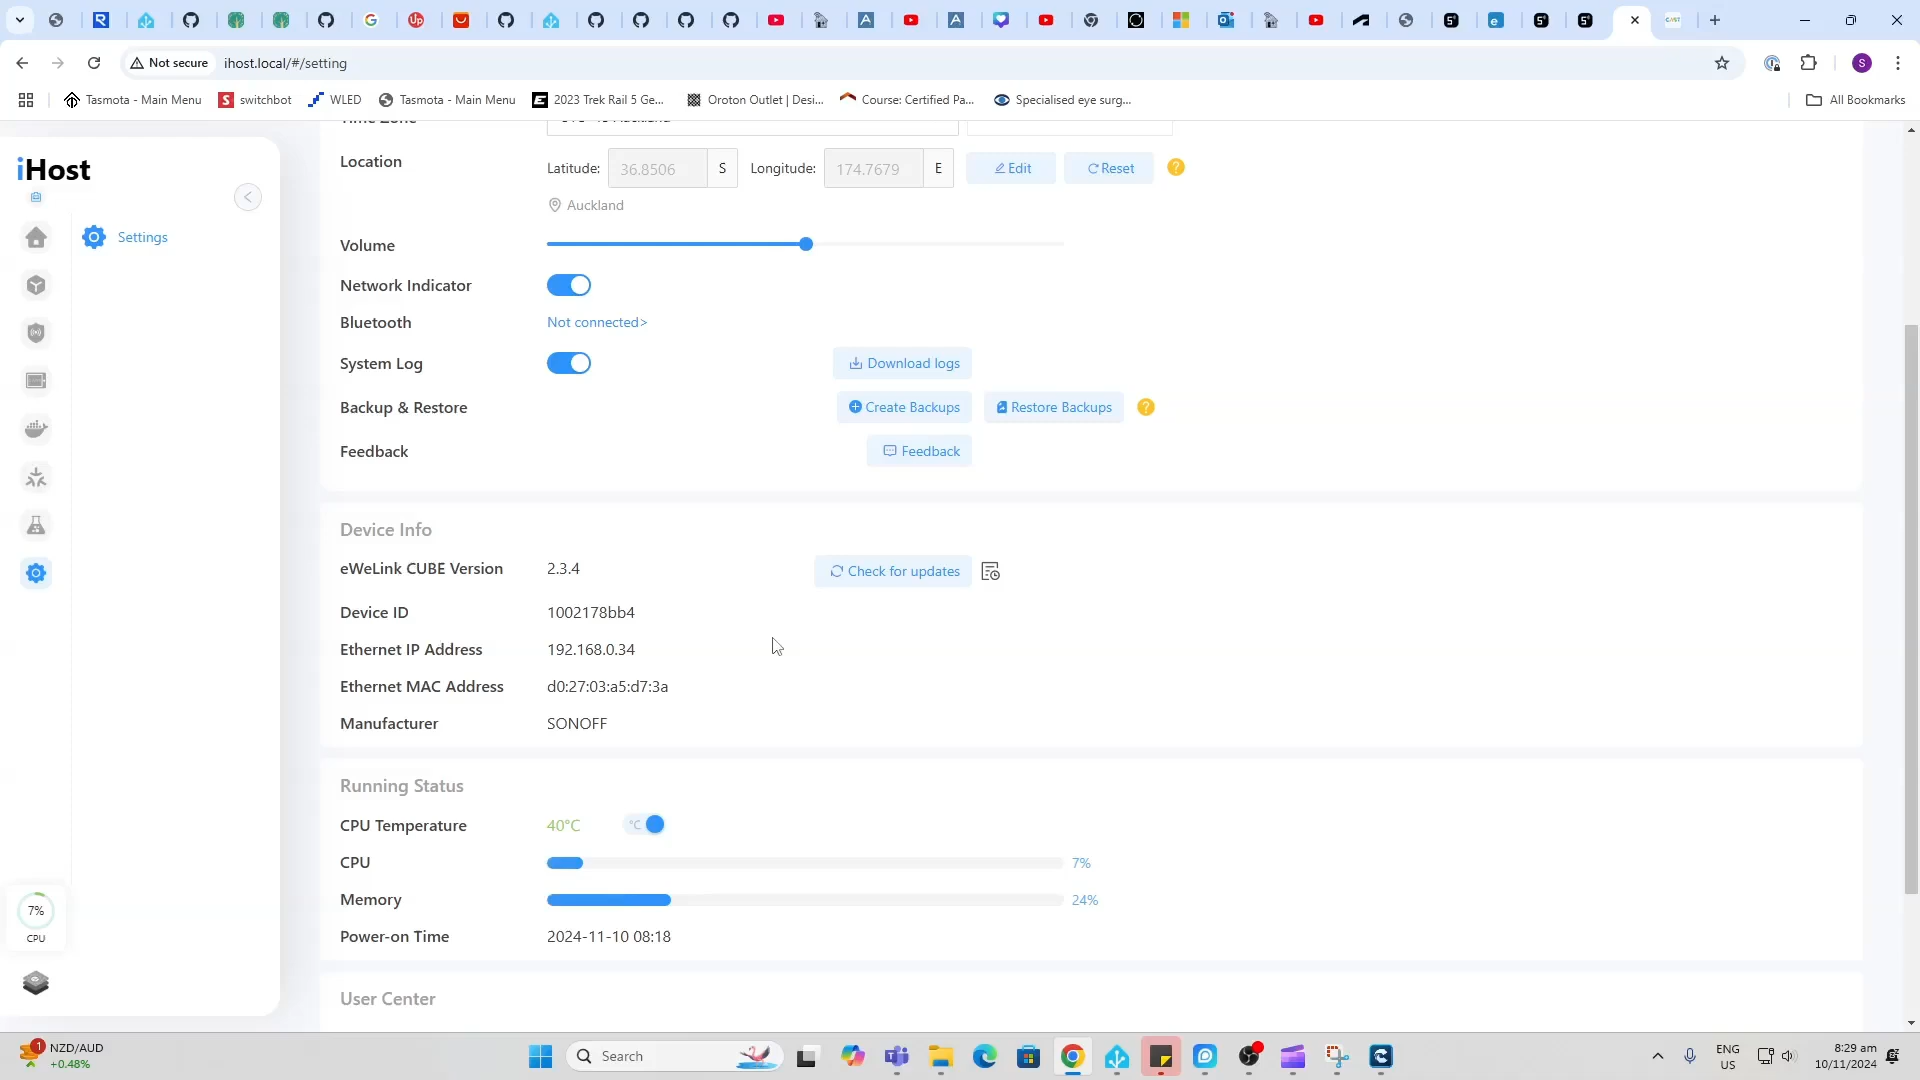 Not secure
ihost.local/#/setting
Tasmota - Main Menu
switchbot
WLED
Tasmota - Main Menu
2023 Trek Rail 5 Ge...
Oroton Outlet | Desi...
Course: Certified Pa...
Specialised eye surg...
All Bookmarks
iHost
Settings
Location
Latitude:
36.8506
S
Longitude:
174.7679
E
Edit
Reset
Auckland
Volume
Network Indicator
Bluetooth
Not connected>
System Log
Download logs
Backup & Restore
Create Backups
Restore Backups
Feedback
Feedback
Device Info
eWeLink CUBE Version
2.3.4
Check for updates
Device ID
1002178bb4
Ethernet IP Address
192.168.0.34
Ethernet MAC Address
d0:27:03:a5:d7:3a
Manufacturer
SONOFF
Running Status
CPU Temperature
40°C
°C
CPU
7%
Memory
24%
Power-on Time
2024-11-10 08:18
User Center
7%
CPU
1
NZD/AUD
+0.48%
Search
ENG
US
8:29 am
10/11/2024